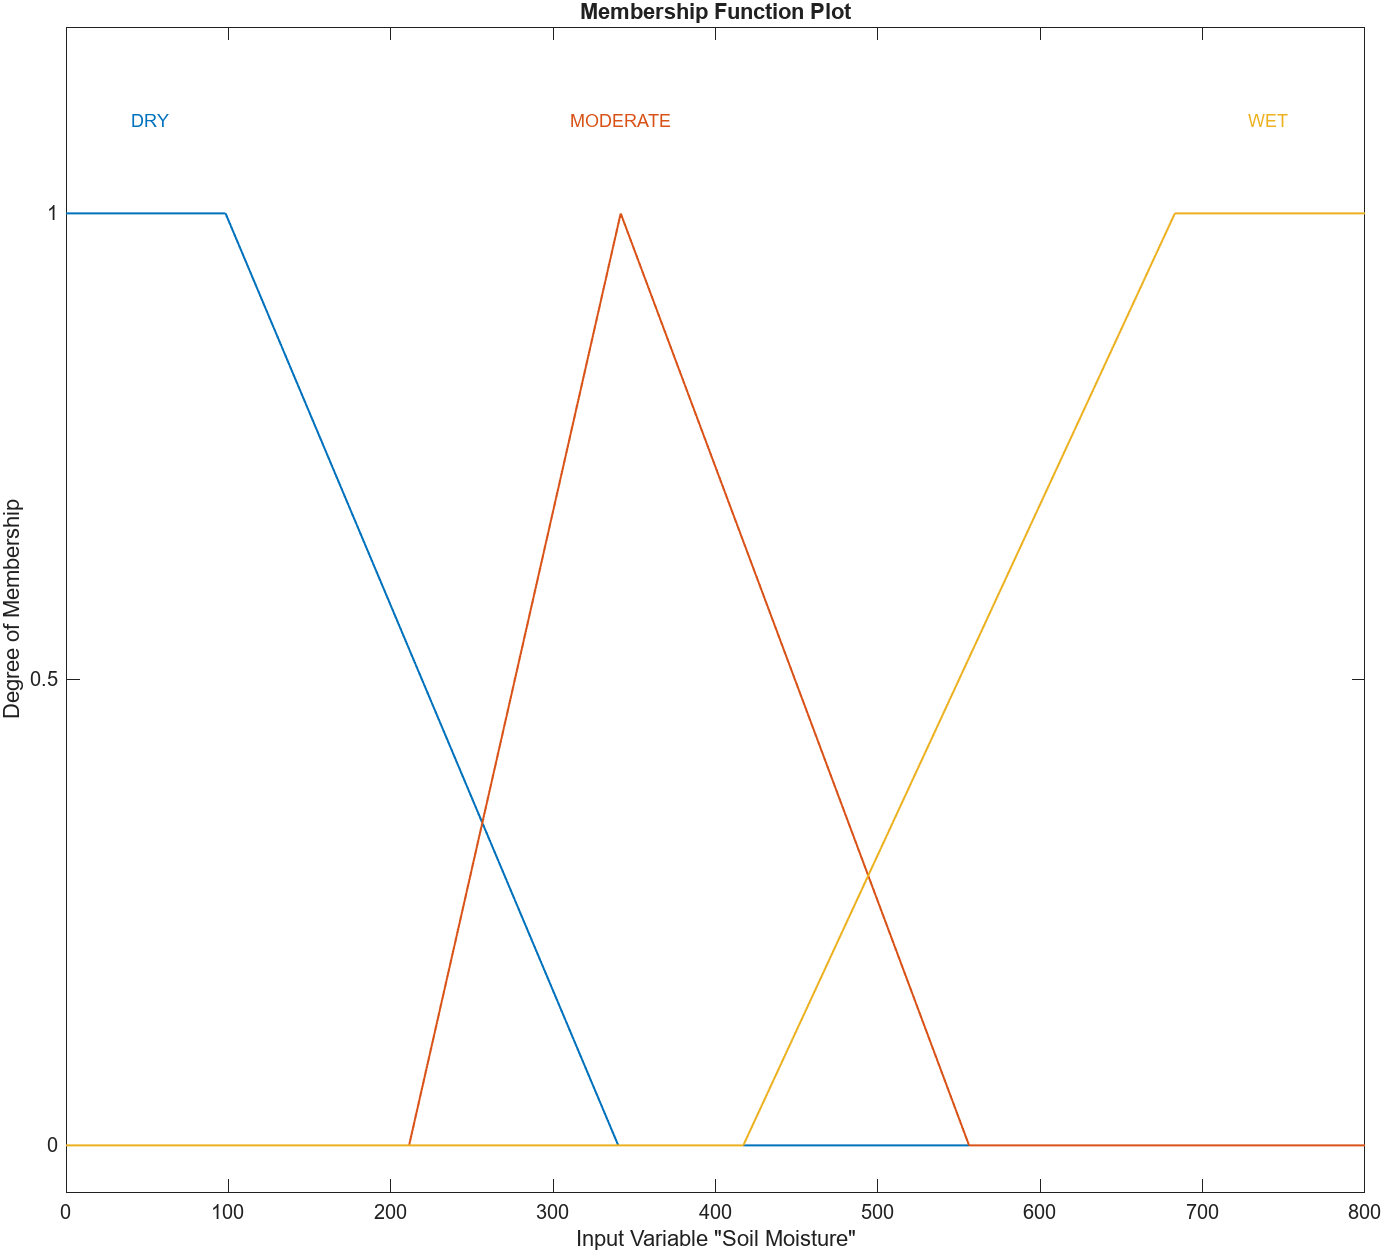 Membership Function Plot
DRY
MODERATE
WET
1
0.5
0
Degree of Membership
0
100
200
300
400
500
600
700
800
Input Variable "Soil Moisture"